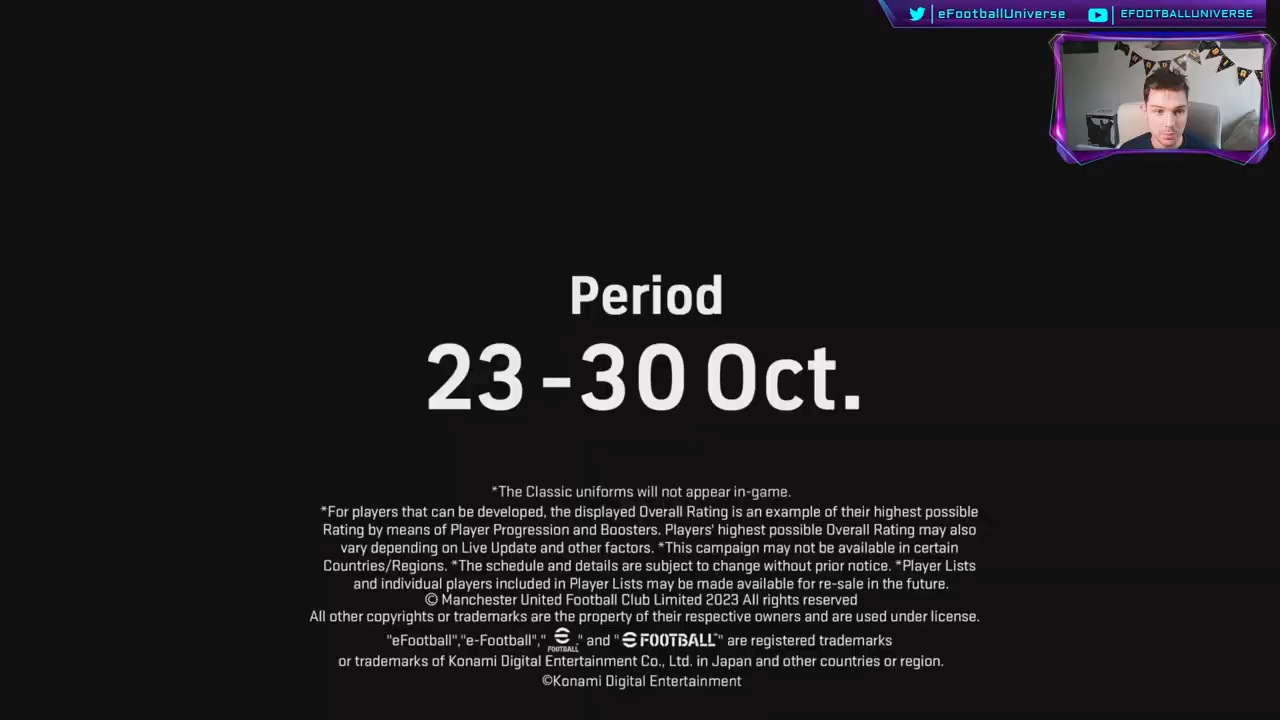 eFootballUniverse
EFOOTBALLUNIVERSE
Period
23-30 Oct.
*The Classic uniforms will not appear in-game.
*For players that can be developed, the displayed Overall Rating is an example of their highest possible
Rating by means of Player Progression and Boosters. Players' highest possible Overall Rating may also
vary depending on Live Update and other factors. *This campaign may not be available in certain
Countries/Regions. *The schedule and details are subject to change without prior notice. *Player Lists
and individual players included in Player Lists may be made available for re-sale in the future.
© Manchester United Football Club Limited 2023 All rights reserved
All other copyrights or trademarks are the property of their respective owners and are used under license.
"eFootball","e-Football"," FOOTBALL " and " eFOOTBALL™" are registered trademarks
or trademarks of Konami Digital Entertainment Co., Ltd. in Japan and other countries or region.
©Konami Digital Entertainment